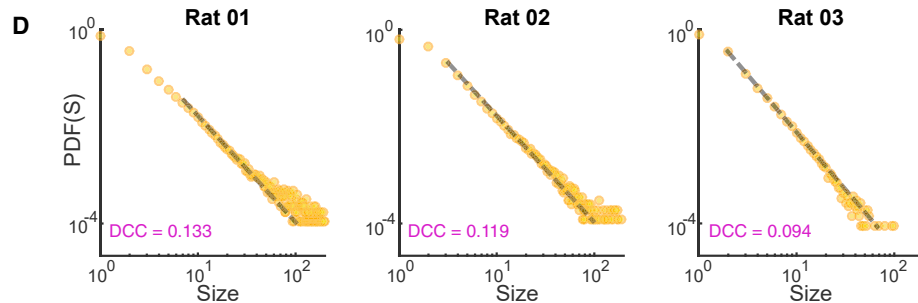 D
Rat 01
Rat 02
Rat 03
PDF(S)
10^0
10^-4
DCC = 0.133
10^0
10^1
10^2
Size
10^0
10^-4
DCC = 0.119
10^0
10^1
10^2
Size
10^0
10^-4
DCC = 0.094
10^0
10^1
10^2
Size